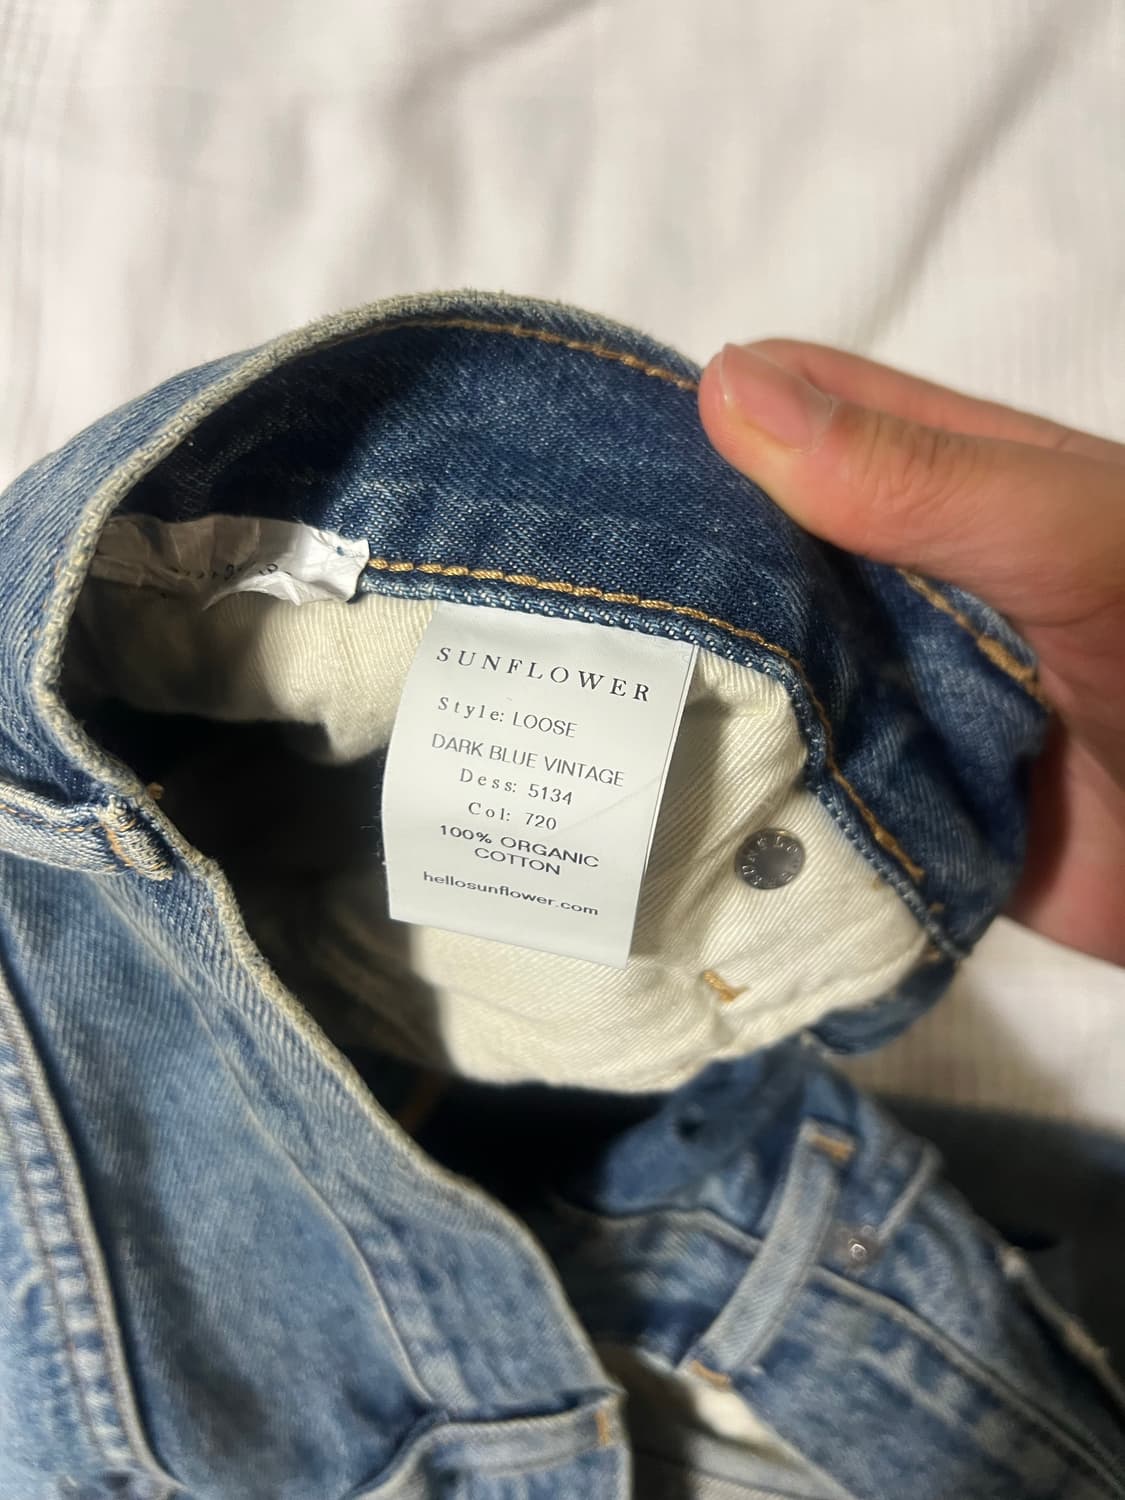 SUNFLOWER
Style: LOOSE
DARK BLUE VINTAGE
Dess: 5134
Col: 720
100% ORGANIC
COTTON
hellosunflower.com